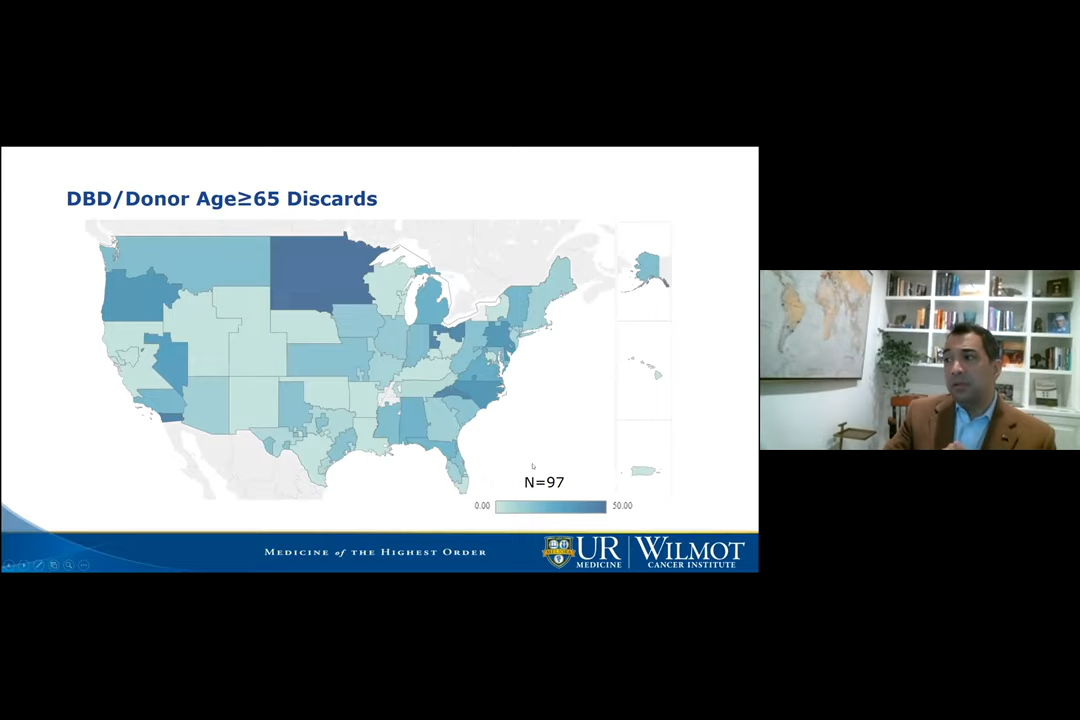 DBD/Donor Age≥65 Discards
N=97
0.00
50.00
MEDICINE of THE HIGHEST ORDER
MELIORA
UR
MEDICINE
WILMOT
CANCER INSTITUTE